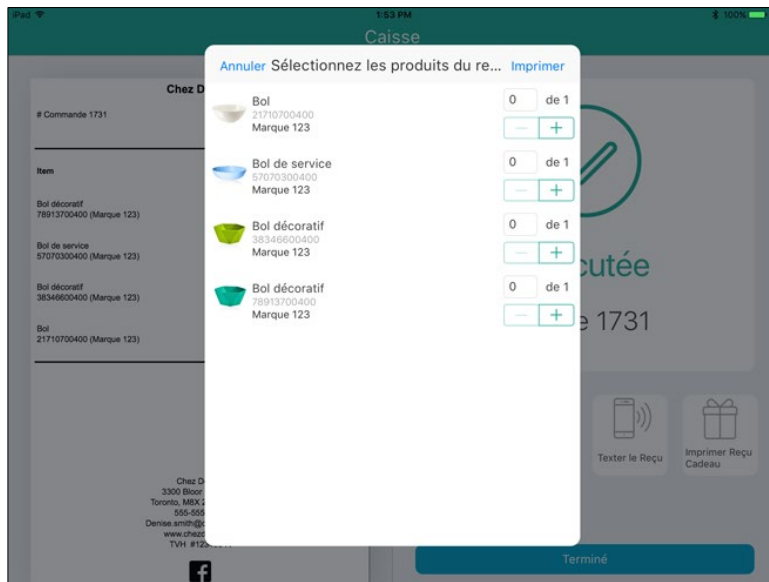 iPad
1:53 PM
100%
Caisse
Annuler Sélectionnez les produits du re... Imprimer
Bol
21710700400
Marque 123
0 de 1
Bol de service
57070300400
Marque 123
0 de 1
Bol décoratif
38346600400
Marque 123
0 de 1
Bol décoratif
78913700400
Marque 123
0 de 1
Chez D
# Commande 1731
Item
Bol décoratif
78913700400 (Marque 123)
Bol de service
57070300400 (Marque 123)
Bol décoratif
38346600400 (Marque 123)
Bol
21710700400 (Marque 123)
Chez D
3300 Bloor
Toronto, M8X
555-555
Denise.smith@
www.chez
TVH #123
cutée
e 1731
Texter le Reçu
Imprimer Reçu
Cadeau
Terminé